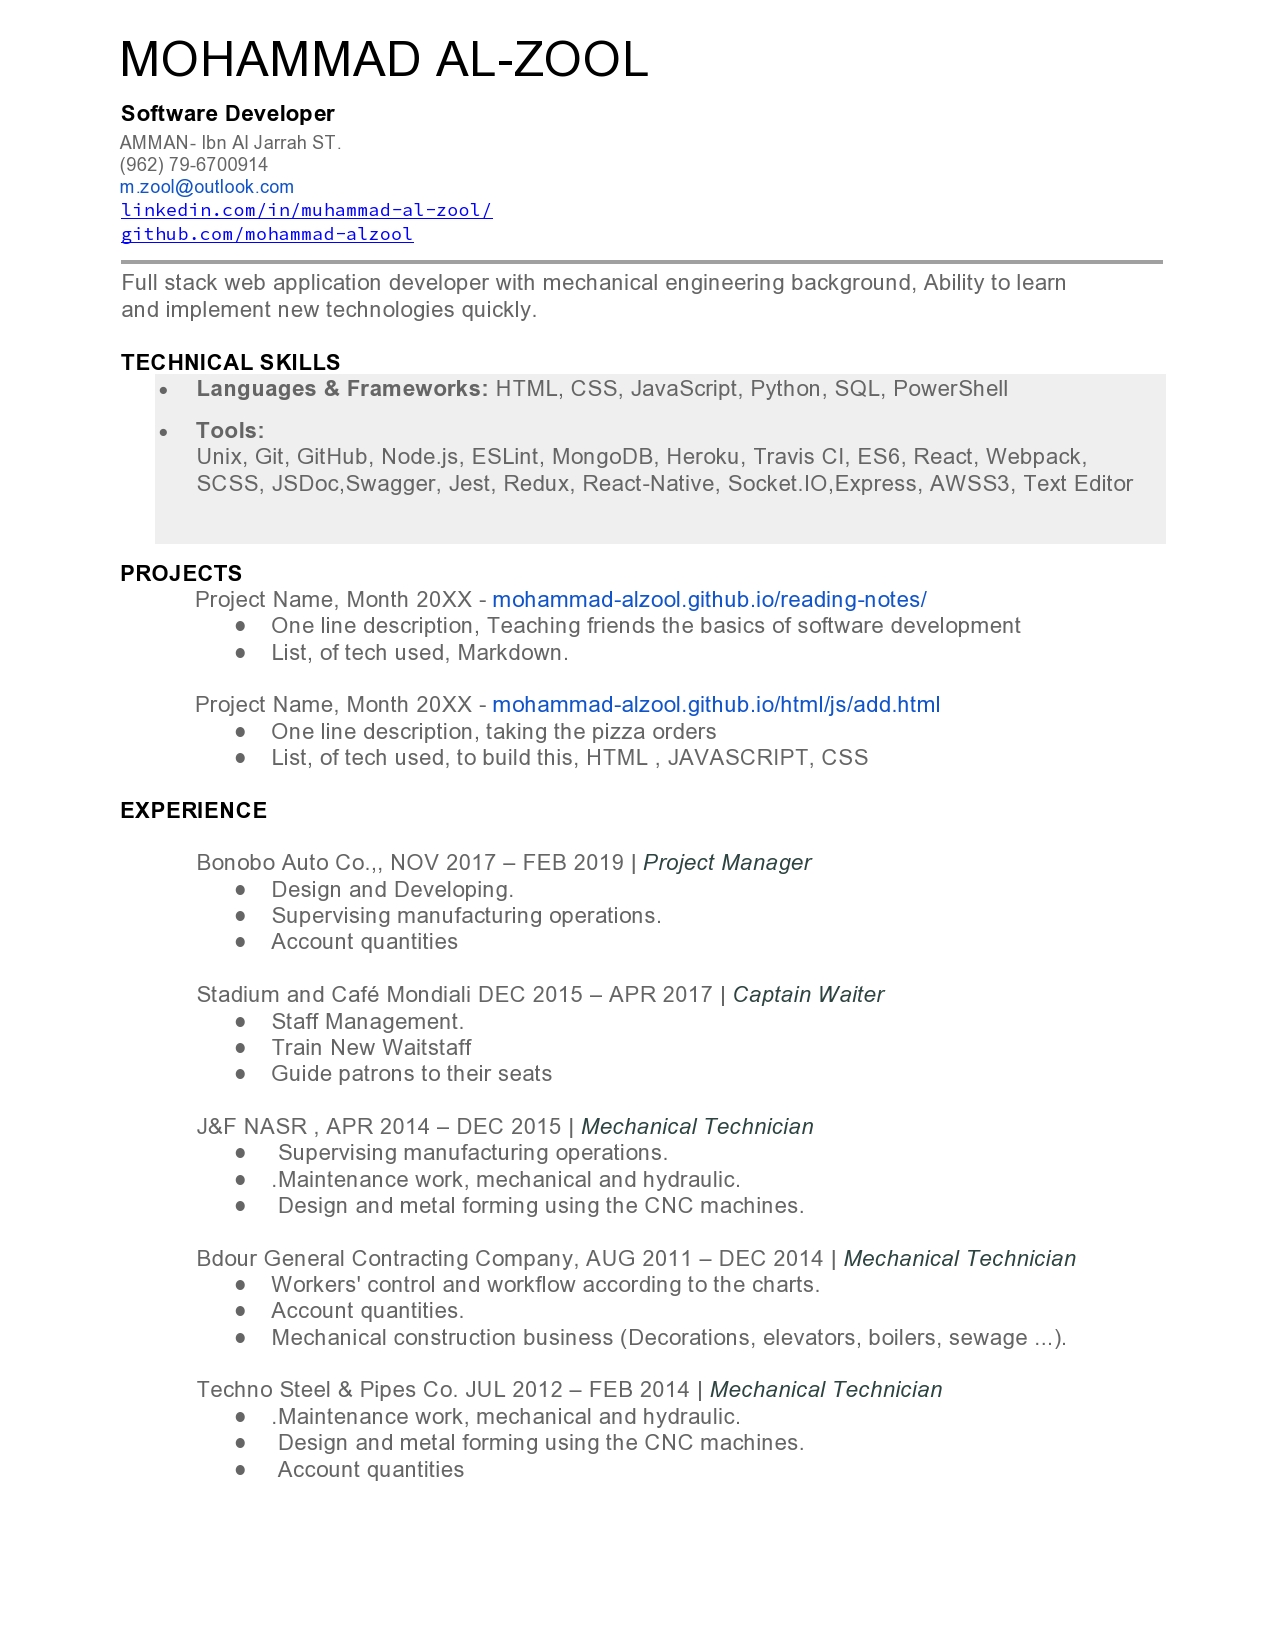 MOHAMMAD AL-ZOOL
Software Developer
AMMAN- Ibn Al Jarrah ST.
(962) 79-6700914
m.zool@outlook.com
linkedin.com/in/muhammad-al-zool/
github.com/mohammad-alzool
Full stack web application developer with mechanical engineering background, Ability to learn
and implement new technologies quickly.
TECHNICAL SKILLS
• Languages & Frameworks: HTML, CSS, JavaScript, Python, SQL, PowerShell
• Tools:
Unix, Git, GitHub, Node.js, ESLint, MongoDB, Heroku, Travis CI, ES6, React, Webpack,
SCSS, JSDoc,Swagger, Jest, Redux, React-Native, Socket.IO,Express, AWSS3, Text Editor
PROJECTS
Project Name, Month 20XX - mohammad-alzool.github.io/reading-notes/
● One line description, Teaching friends the basics of software development
● List, of tech used, Markdown.
Project Name, Month 20XX - mohammad-alzool.github.io/html/js/add.html
● One line description, taking the pizza orders
● List, of tech used, to build this, HTML , JAVASCRIPT, CSS
EXPERIENCE
Bonobo Auto Co.,, NOV 2017 – FEB 2019 | Project Manager
● Design and Developing.
● Supervising manufacturing operations.
● Account quantities
Stadium and Café Mondiali DEC 2015 – APR 2017 | Captain Waiter
● Staff Management.
● Train New Waitstaff
● Guide patrons to their seats
J&F NASR , APR 2014 – DEC 2015 | Mechanical Technician
● Supervising manufacturing operations.
● .Maintenance work, mechanical and hydraulic.
● Design and metal forming using the CNC machines.
Bdour General Contracting Company, AUG 2011 – DEC 2014 | Mechanical Technician
● Workers' control and workflow according to the charts.
● Account quantities.
● Mechanical construction business (Decorations, elevators, boilers, sewage ...).
Techno Steel & Pipes Co. JUL 2012 – FEB 2014 | Mechanical Technician
● .Maintenance work, mechanical and hydraulic.
● Design and metal forming using the CNC machines.
● Account quantities